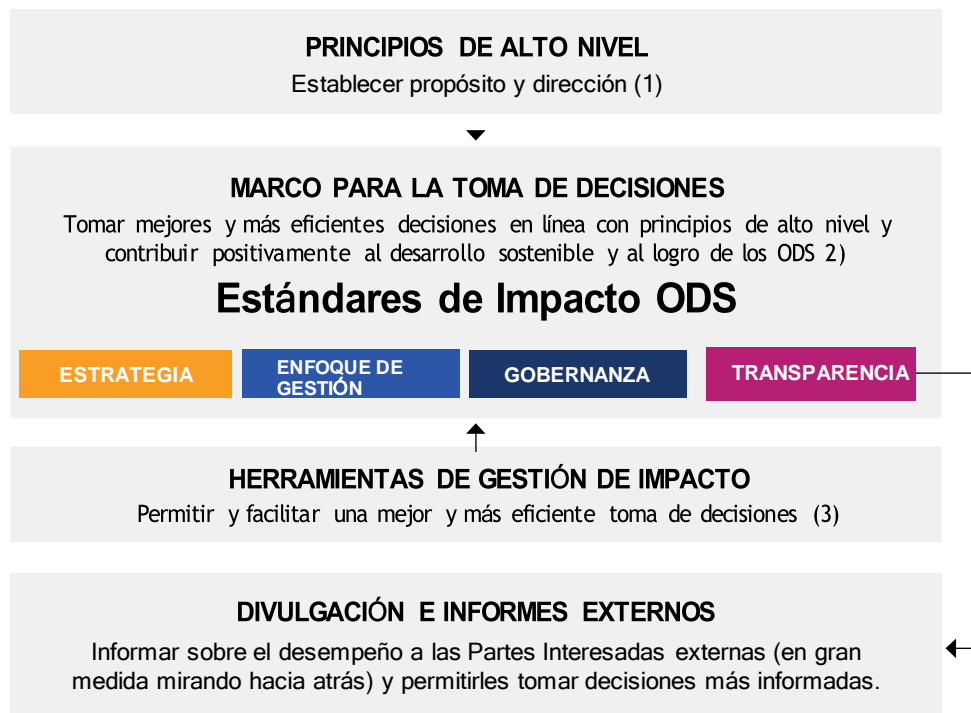 PRINCIPIOS DE ALTO NIVEL
Establecer propósito y dirección (1)
MARCO PARA LA TOMA DE DECISIONES
Tomar mejores y más eficientes decisiones en línea con principios de alto nivel y
contribuir positivamente al desarrollo sostenible y al logro de los ODS 2)
Estándares de Impacto ODS
ESTRATEGIA
ENFOQUE DE
GESTIÓN
GOBERNANZA
TRANSPARENCIA
HERRAMIENTAS DE GESTIÓN DE IMPACTO
Permitir y facilitar una mejor y más eficiente toma de decisiones (3)
DIVULGACIÓN E INFORMES EXTERNOS
Informar sobre el desempeño a las Partes Interesadas externas (en gran
medida mirando hacia atrás) y permitirles tomar decisiones más informadas.